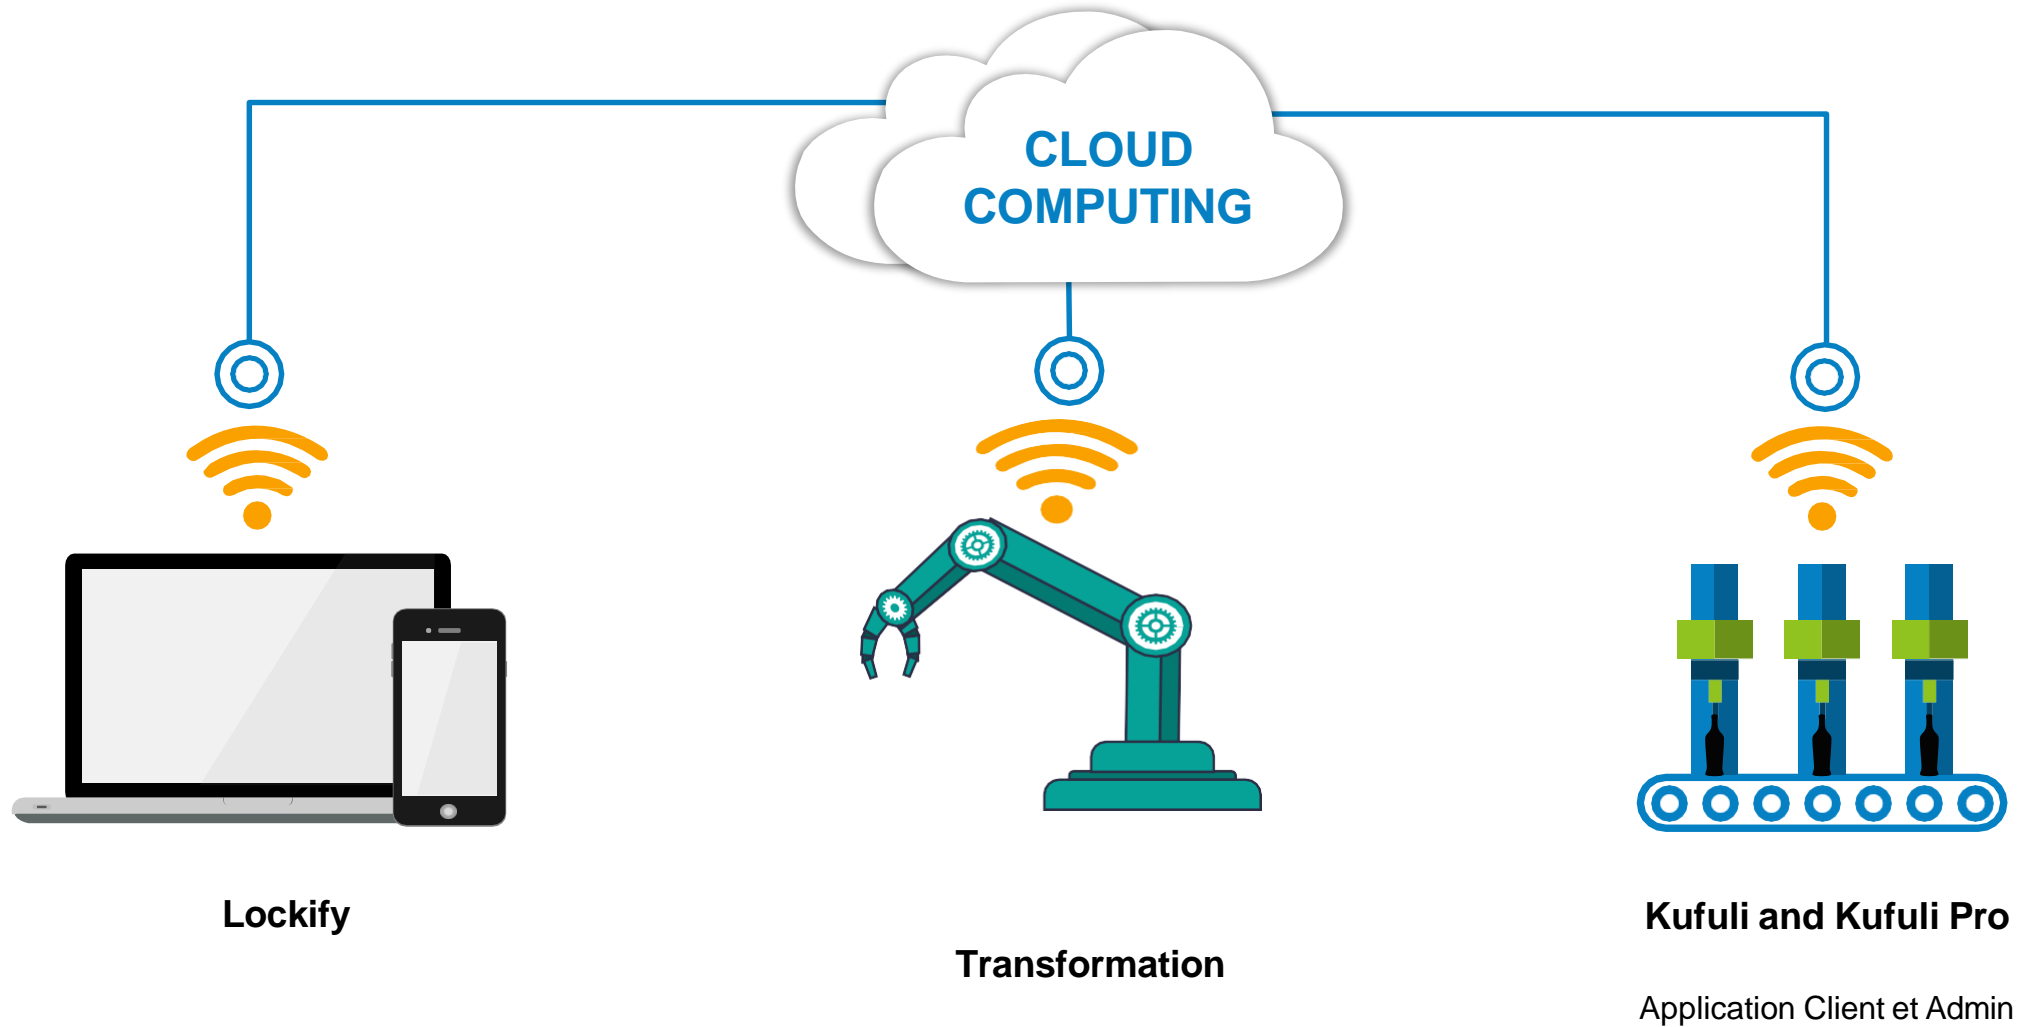 CLOUD
COMPUTING
Lockify
Transformation
Kufuli and Kufuli Pro
Application Client et Admin